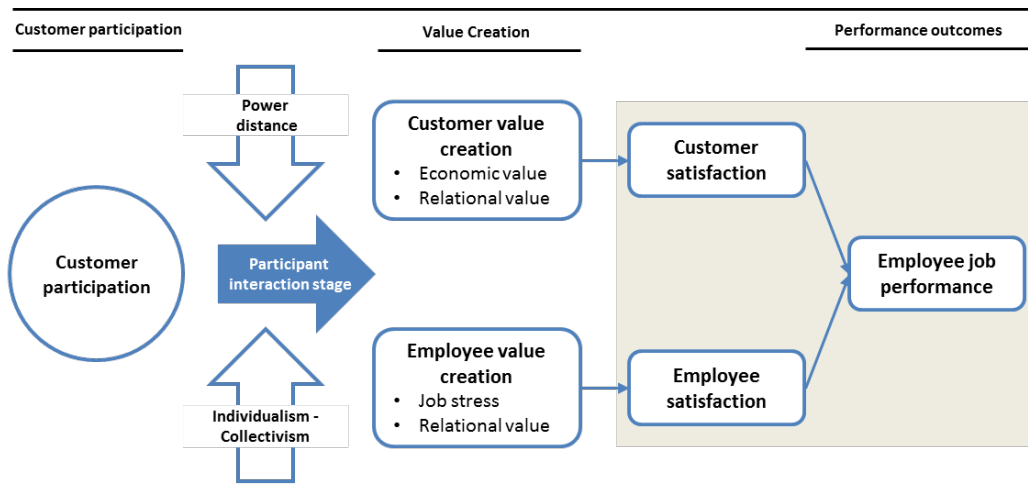 Customer participation
Value Creation
Performance outcomes
Power
distance
Customer value
creation
• Economic value
• Relational value
Customer
satisfaction
Customer
participation
Participant
interaction stage
Employee job
performance
Employee value
creation
• Job stress
• Relational value
Employee
satisfaction
Individualism -
Collectivism